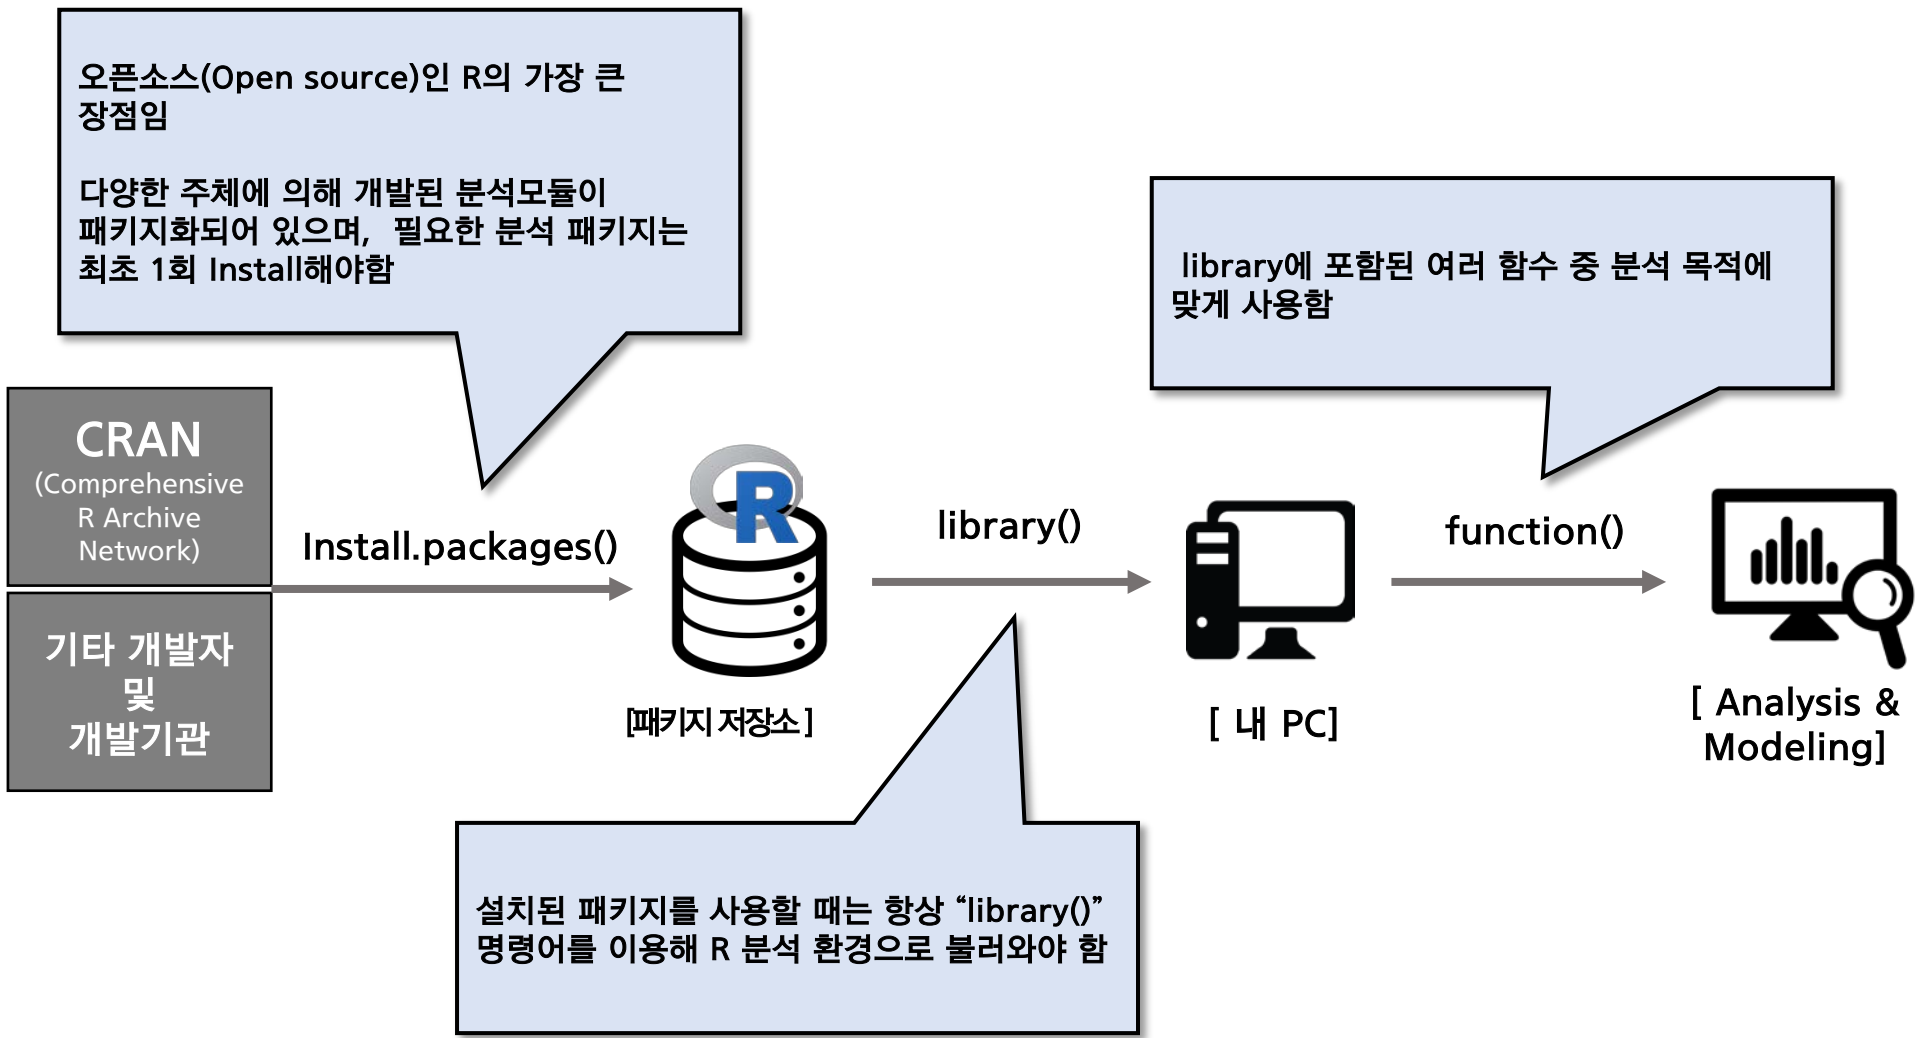 오픈소스(Open source)인 R의 가장 큰
장점임
다양한 주체에 의해 개발된 분석모듈이
패키지화되어 있으며, 필요한 분석 패키지는
최초 1회 Install해야함
library에 포함된 여러 함수 중 분석 목적에
맞게 사용함
CRAN
(Comprehensive
R Archive
Network)
기타 개발자
및
개발기관
Install.packages()
R
[패키지 저장소]
library()
[ 내 PC]
function()
[ Analysis &
Modeling]
설치된 패키지를 사용할 때는 항상 “library()”
명령어를 이용해 R 분석 환경으로 불러와야 함